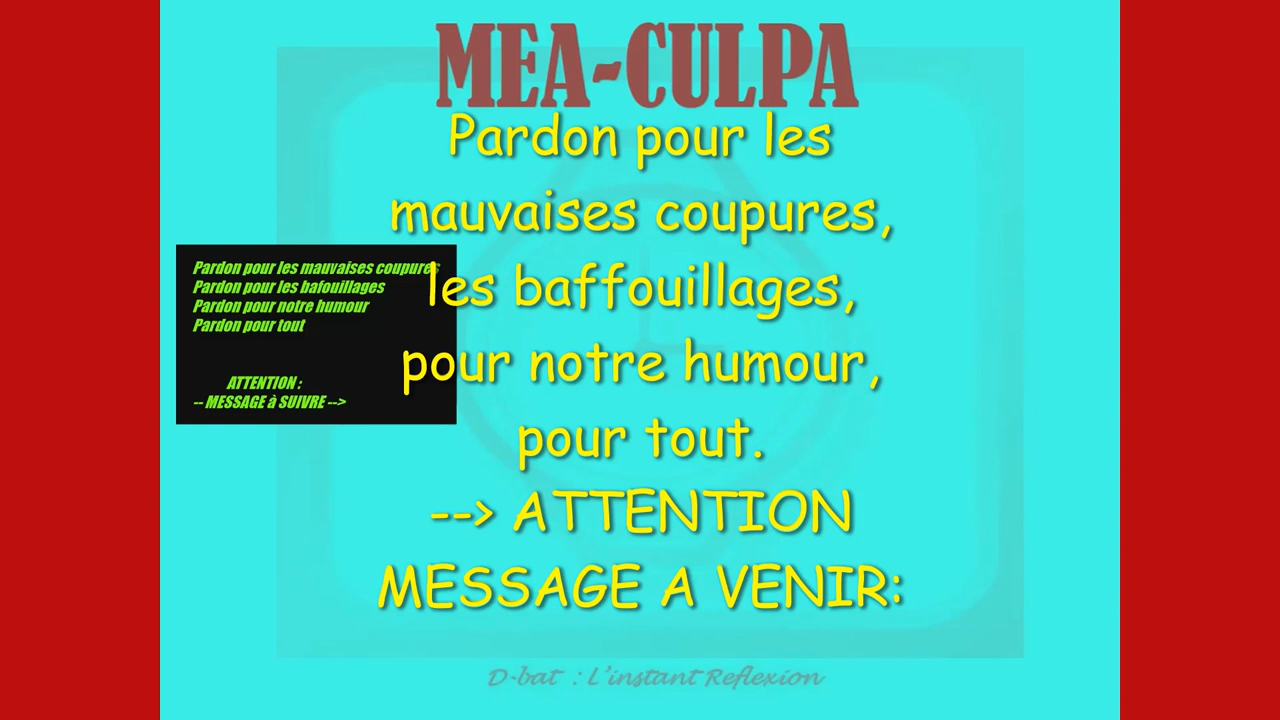 MEA-CULPA
Pardon pour les
mauvaises coupures,
les baffouillages,
pour notre humour,
pour tout.
--> ATTENTION
MESSAGE A VENIR:
Pardon pour les mauvaises coupures
Pardon pour les bafouillages
Pardon pour notre humour
Pardon pour tout
ATTENTION :
-- MESSAGE à SUIVRE -->
D-bat : L'instant Reflexion